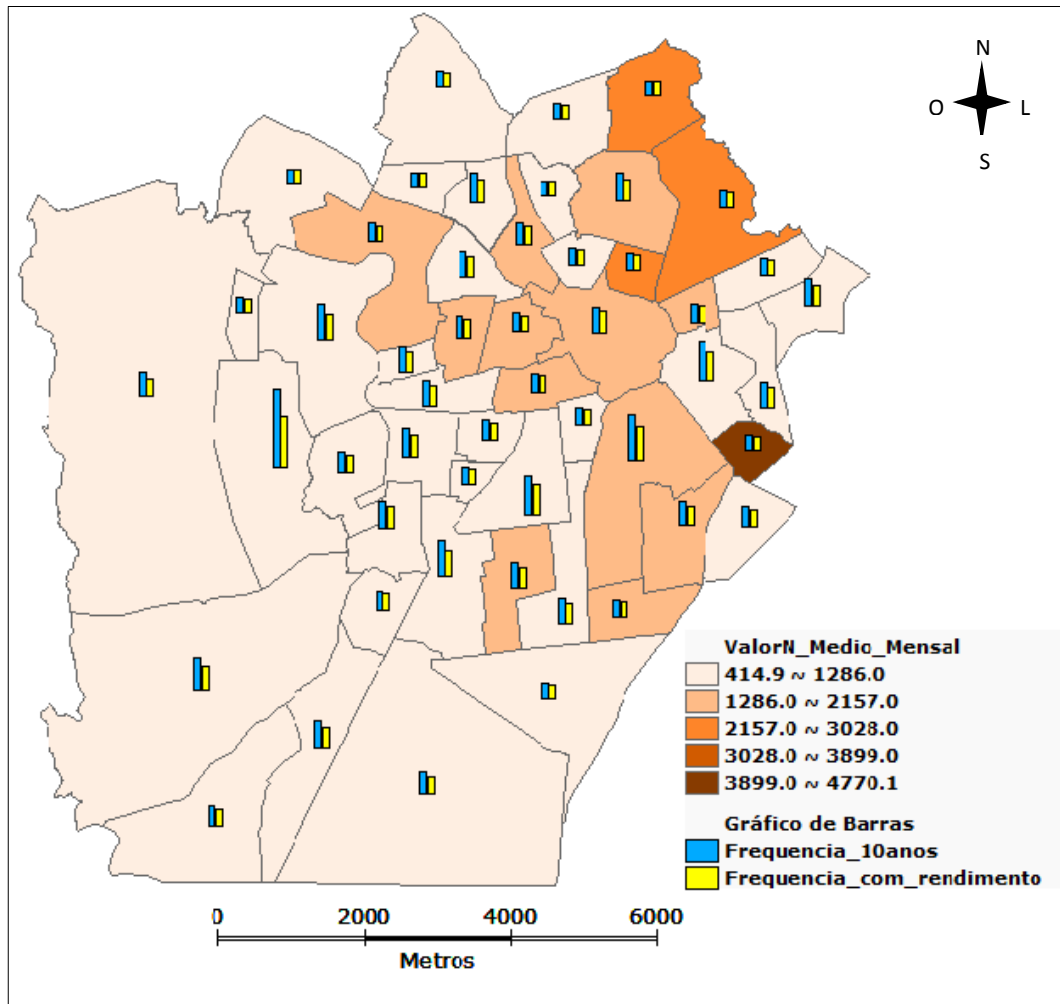 N
O
L
S
ValorN_Medio_Mensal
414.9 ~ 1286.0
1286.0 ~ 2157.0
2157.0 ~ 3028.0
3028.0 ~ 3899.0
3899.0 ~ 4770.1
Gráfico de Barras
Frequencia_10anos
Frequencia_com_rendimento
0 2000 4000 6000
Metros